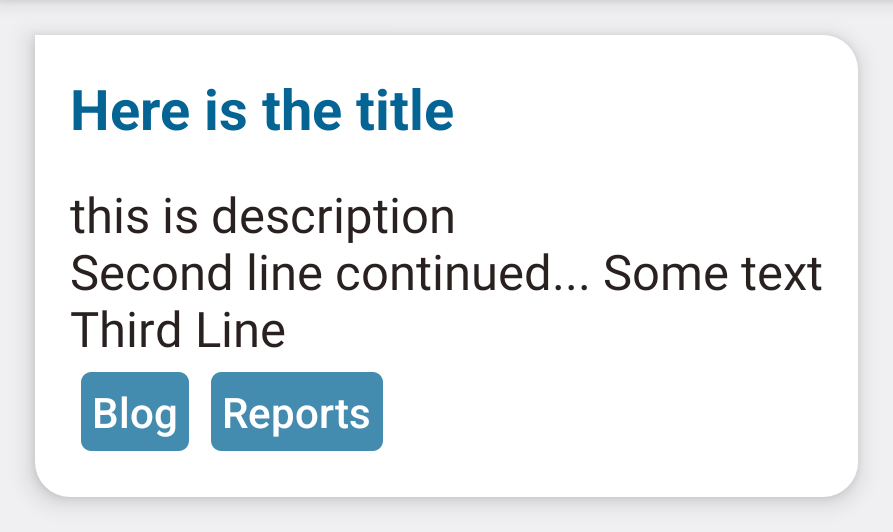 Here is the title
this is description
Second line continued... Some text
Third Line
Blog Reports